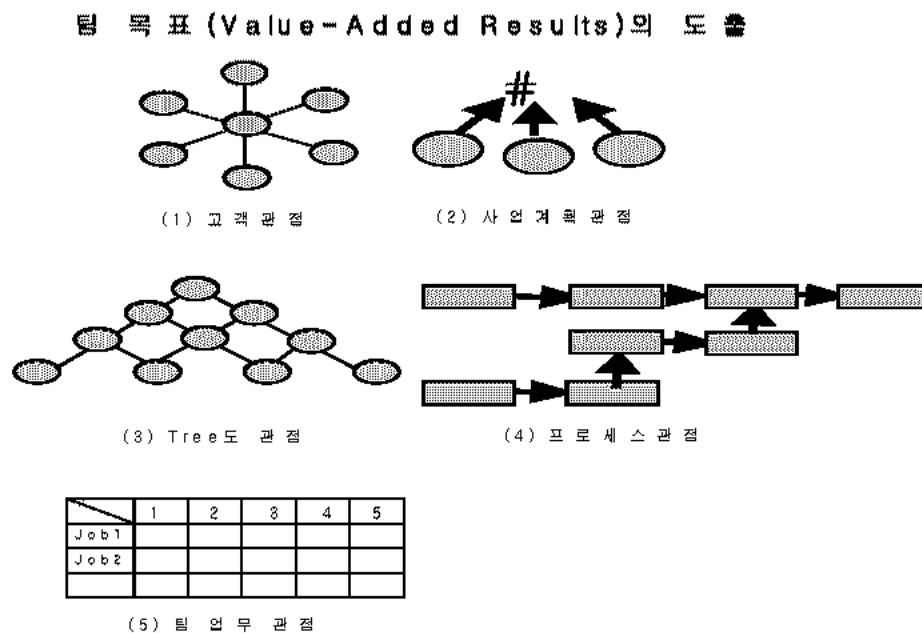 팀 목표(Value-Added Results)의 도출
#
(1) 고객관점
(2) 사업계획관점
(3) Tree도 관점
(4) 프로세스관점
1 2 3 4 5
Job1
Job2
(5) 팀 업무 관점